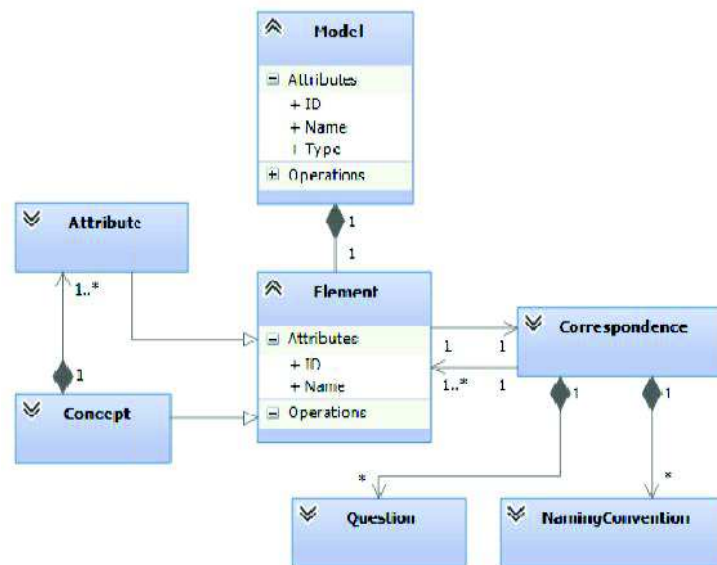 Model
Attributes
+ ID
+ Name
+ Type
Operations
1
1
Attribute
1..*
1
Concept
Element
Attributes
+ ID
+ Name
Operations
1
1
1..*
1
Correspondence
1
1
*
*
Question
NamingConvention